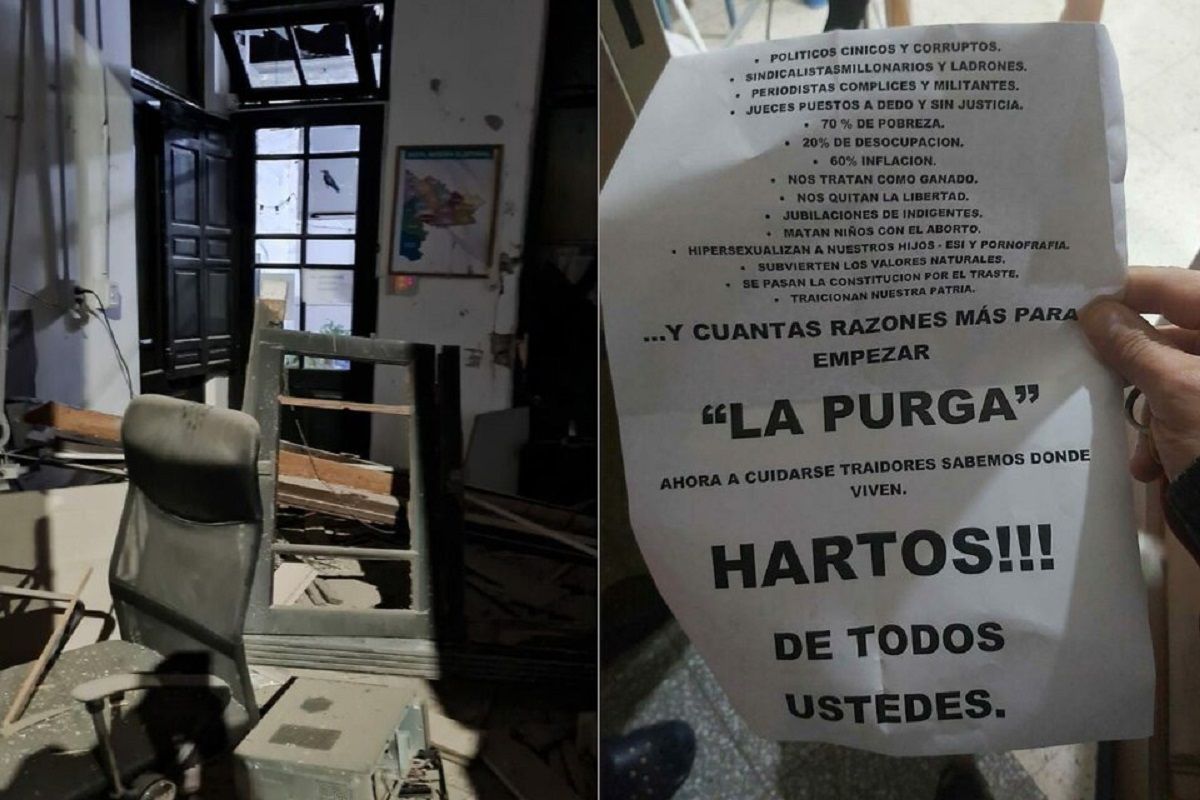 • POLITICOS CINICOS Y CORRUPTOS.
• SINDICALISTASMILLONARIOS Y LADRONES.
• PERIODISTAS COMPLICES Y MILITANTES.
• JUECES PUESTOS A DEDO Y SIN JUSTICIA.
• 70 % DE POBREZA.
• 20% DE DESOCUPACION.
• 60% INFLACION.
• NOS TRATAN COMO GANADO.
• NOS QUITAN LA LIBERTAD.
• JUBILACIONES DE INDIGENTES.
• MATAN NIÑOS CON EL ABORTO.
• HIPERSEXUALIZAN A NUESTROS HIJOS - ESI Y PORNOFRAFIA.
• SUBVIERTEN LOS VALORES NATURALES.
• SE PASAN LA CONSTITUCION POR EL TRASTE.
• TRAICIONAN NUESTRA PATRIA.
...Y CUANTAS RAZONES MÁS PARA
EMPEZAR
“LA PURGA”
AHORA A CUIDARSE TRAIDORES SABEMOS DONDE
VIVEN.
HARTOS!!!
DE TODOS
USTEDES.